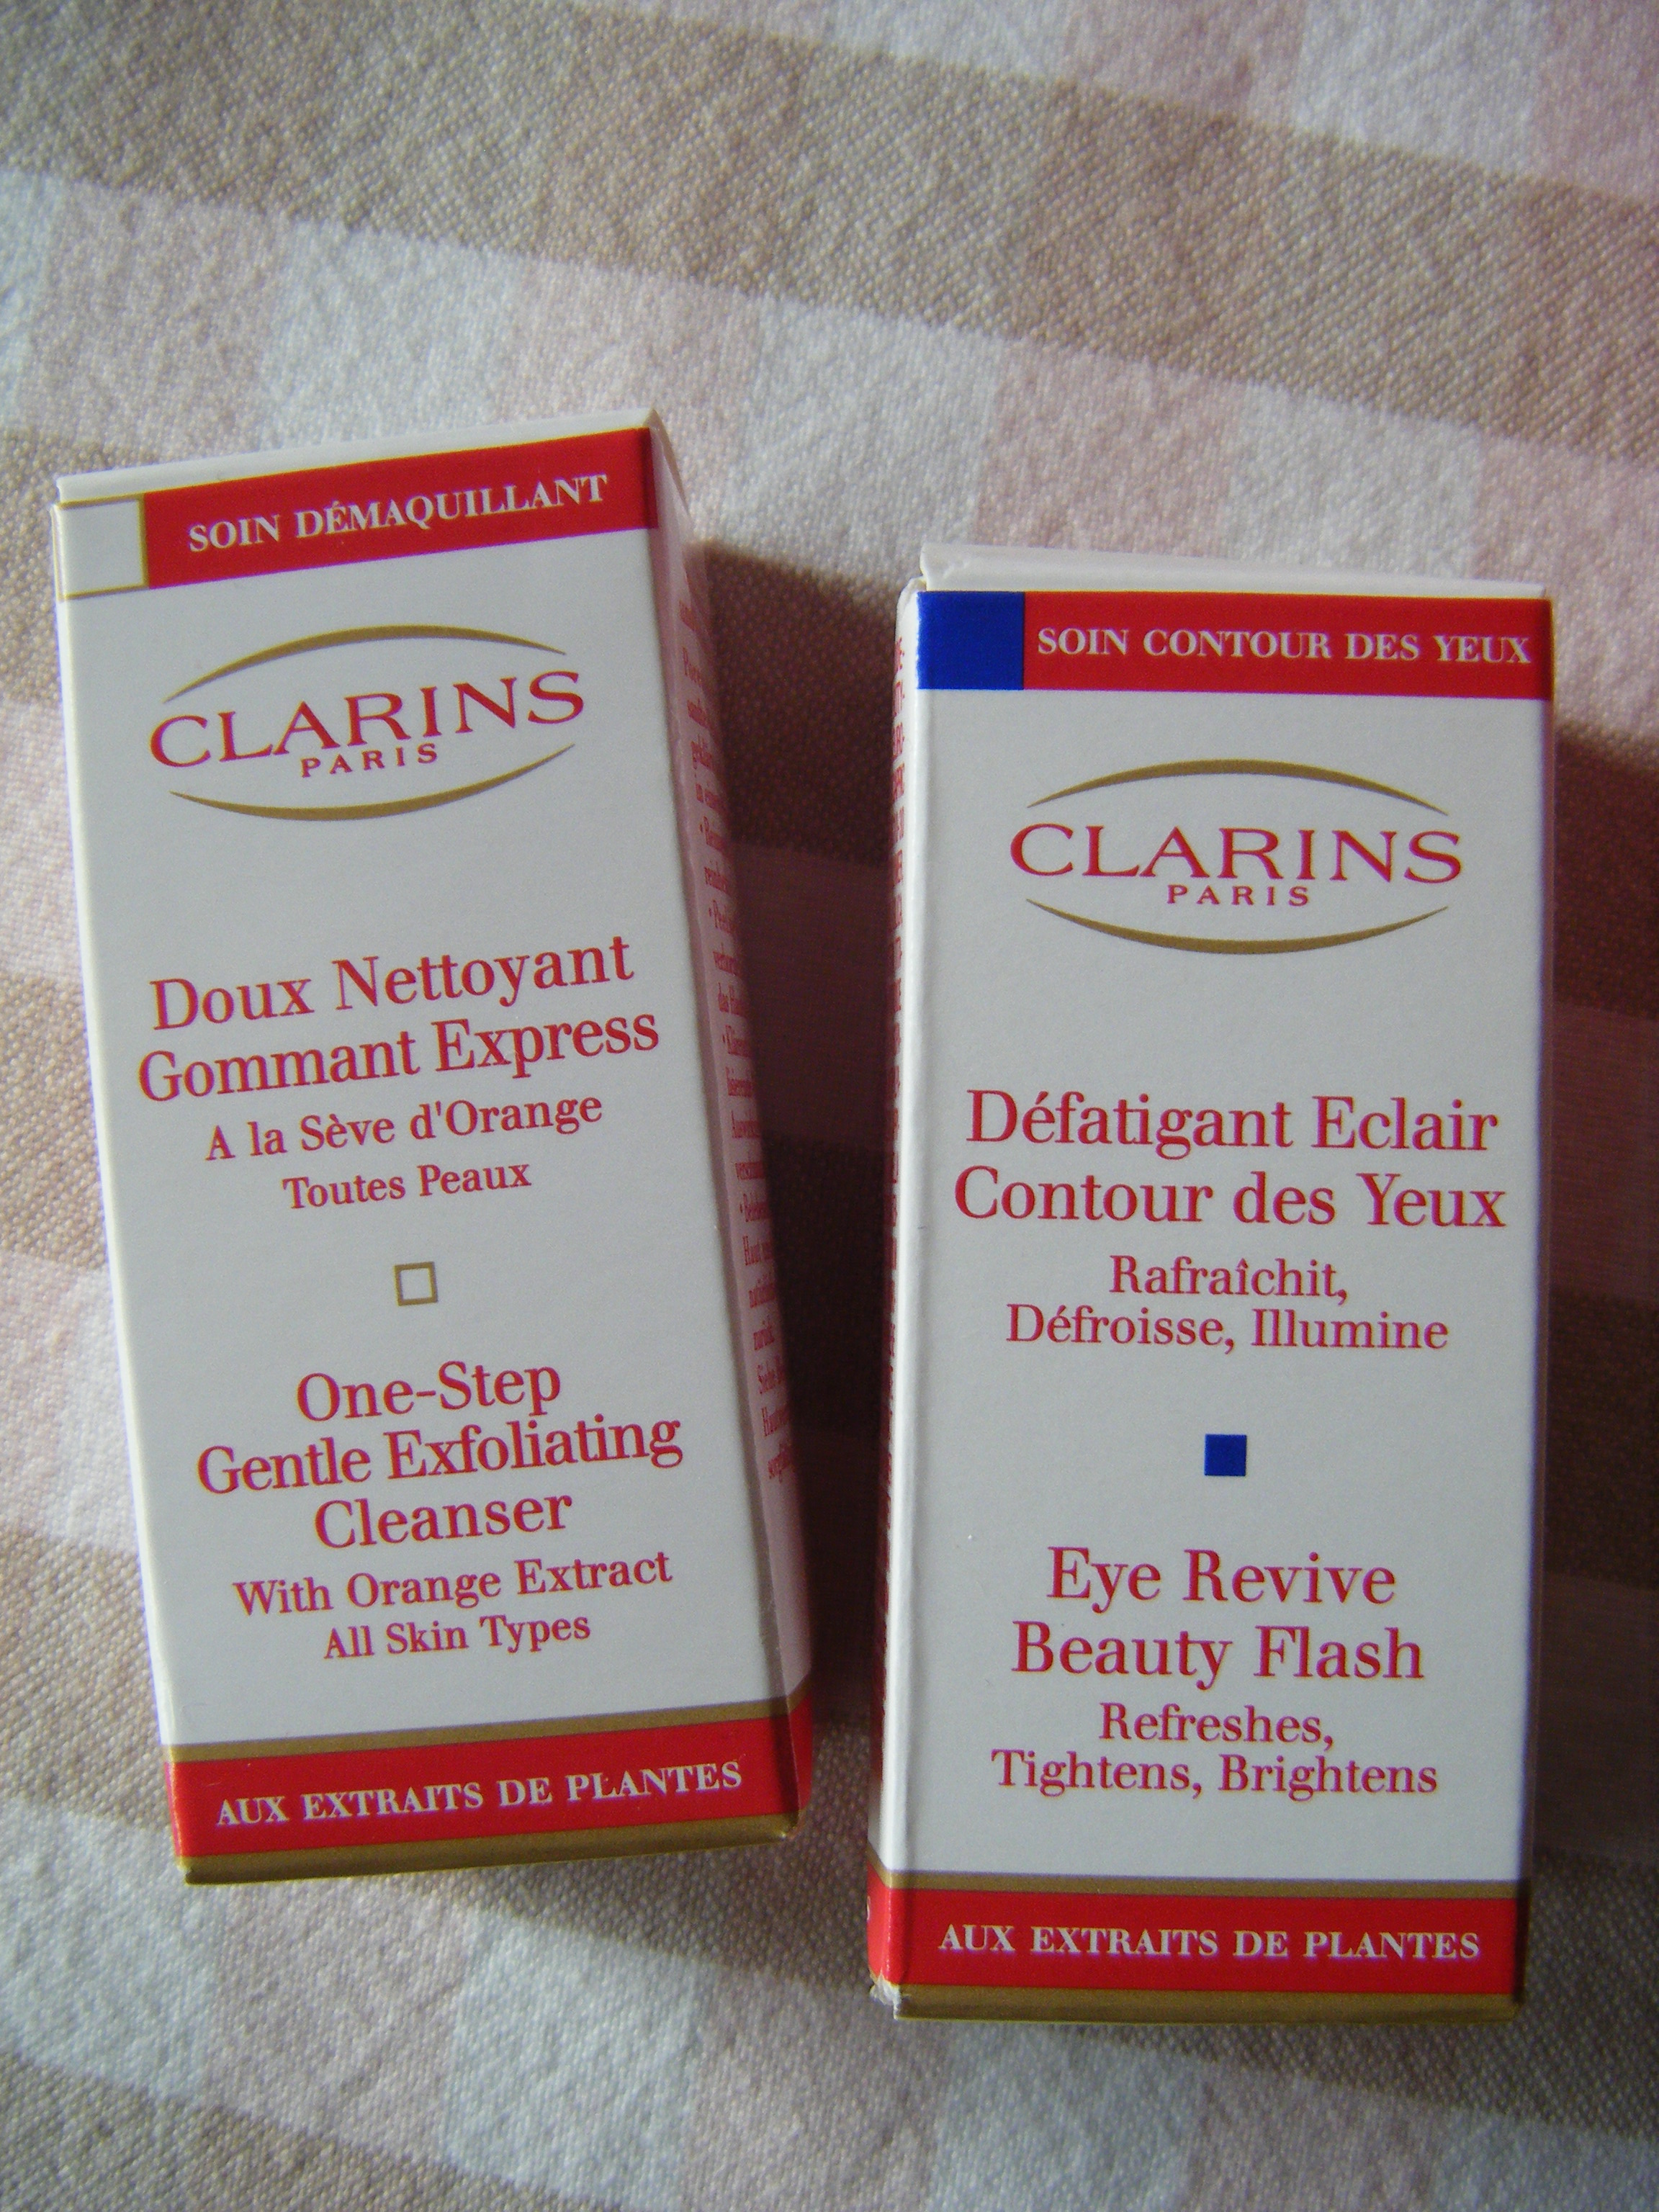 SOIN DÉMAQUILLANT
CLARINS
PARIS
Doux Nettoyant
Gommant Express
A la Sève d'Orange
Toutes Peaux
One-Step
Gentle Exfoliating
Cleanser
With Orange Extract
All Skin Types
AUX EXTRAITS DE PLANTES
SOIN CONTOUR DES YEUX
CLARINS
PARIS
Défatigant Eclair
Contour des Yeux
Rafraîchit,
Défroisse, Illumine
Eye Revive
Beauty Flash
Refreshes,
Tightens, Brightens
AUX EXTRAITS DE PLANTES